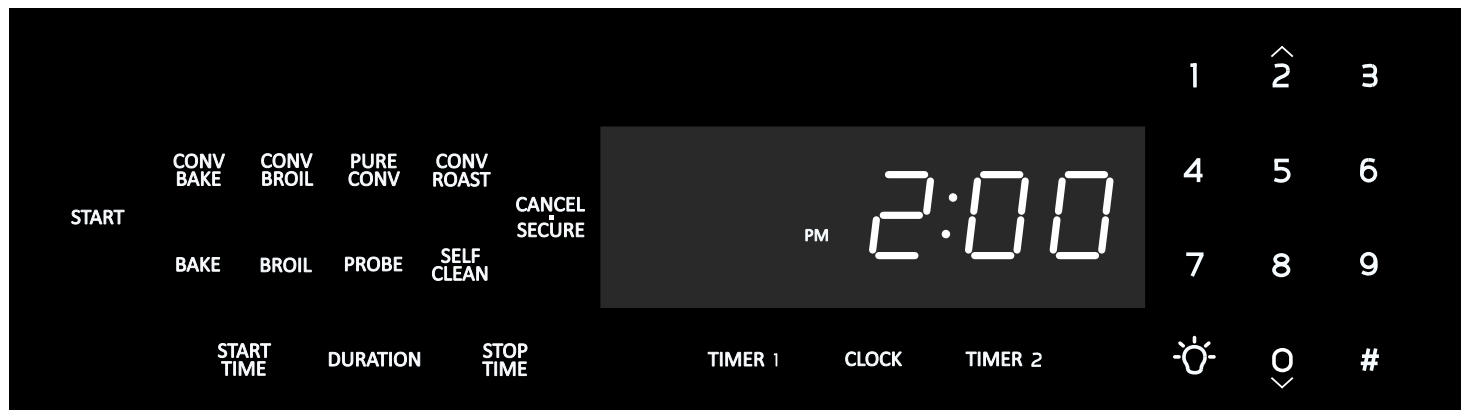 1 2 3
CONV BAKE
CONV BROIL
PURE CONV
CONV ROAST
4 5 6
START
CANCEL
SECURE
PM 2:00
BAKE
BROIL
PROBE
SELF CLEAN
7 8 9
START TIME
DURATION
STOP TIME
TIMER 1
CLOCK
TIMER 2
0 #